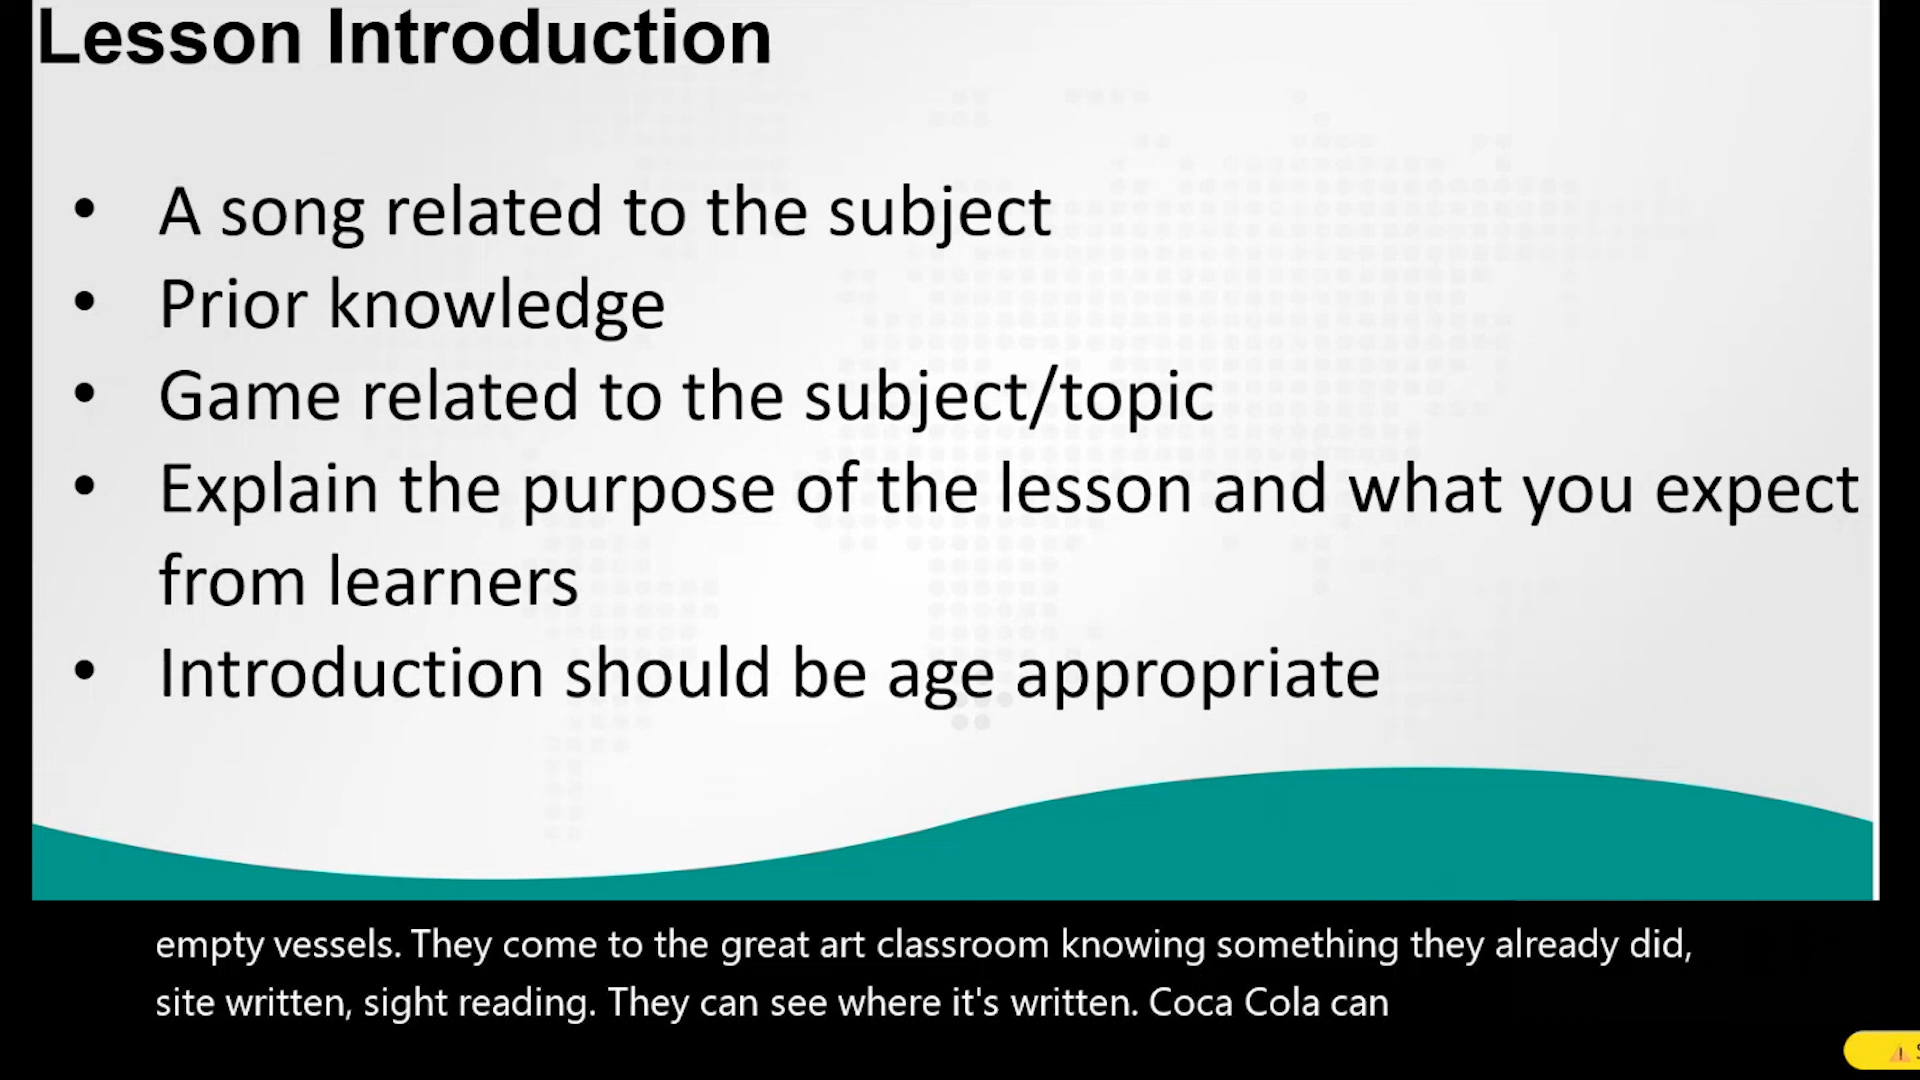 Lesson Introduction
• A song related to the subject
• Prior knowledge
• Game related to the subject/topic
• Explain the purpose of the lesson and what you expect
from learners
• Introduction should be age appropriate
empty vessels. They come to the great art classroom knowing something they already did,
site written, sight reading. They can see where it's written. Coca Cola can